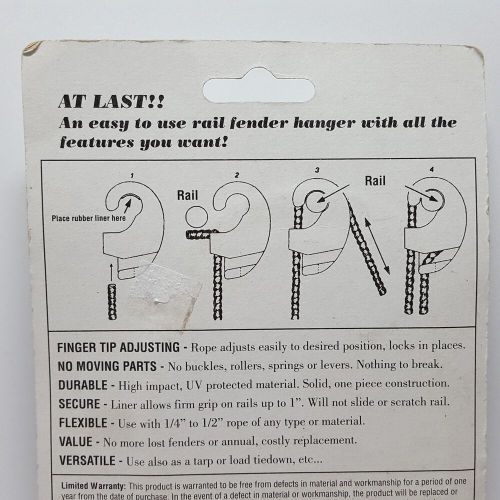 AT LAST!!
An easy to use rail fender hanger with all the
features you want!
1 2 3 4
Rail Rail
Place rubber liner here
FINGER TIP ADJUSTING - Rope adjusts easily to desired position, locks in places.
NO MOVING PARTS - No buckles, rollers, springs or levers. Nothing to break.
DURABLE - High impact, UV protected material. Solid, one piece construction.
SECURE - Liner allows firm grip on rails up to 1". Will not slide or scratch rail.
FLEXIBLE - Use with 1/4" to 1/2" rope of any type or material.
VALUE - No more lost fenders or annual, costly replacement.
VERSATILE - Use also as a tarp or load tiedown, etc...
Limited Warranty: This product is warranted to be free from defects in material and workmanship for a period of one
year from the date of purchase. In the event of a defect in material or workmanship, the product will be replaced or